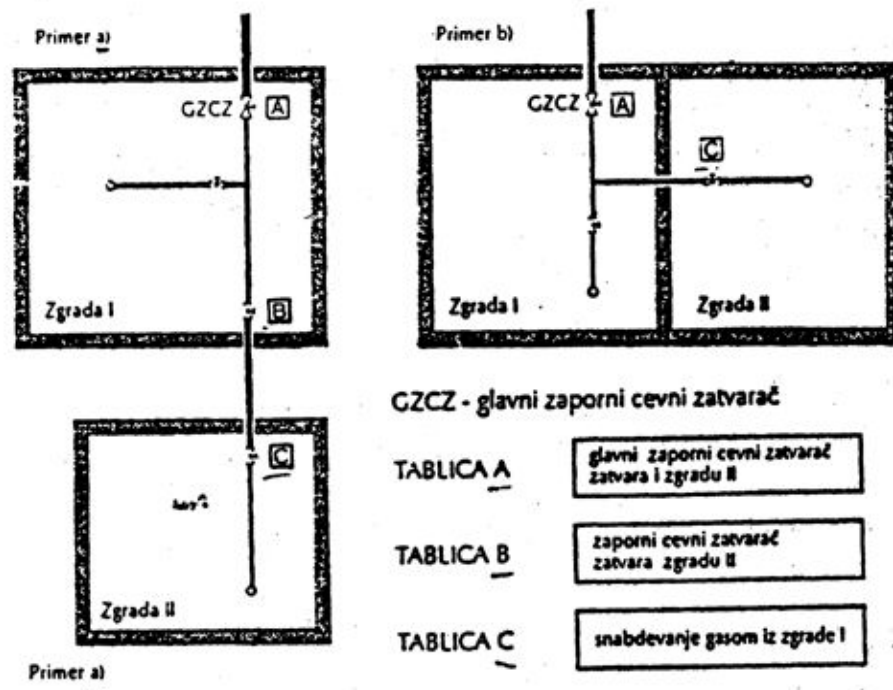 Primer a)
GZCZ A
Zgrada I
B
C
Zgrada II
Primer a)
Primer b)
GZCZ A
C
Zgrada I
Zgrada II
GZCZ - glavni zaporni cevni zatvarač
TABLICA A
glavni zaporni cevni zatvarač
zatvara i zgradu II
TABLICA B
zaporni cevni zatvarač
zatvara zgradu II
TABLICA C
snabdevanje gasom iz zgrade I